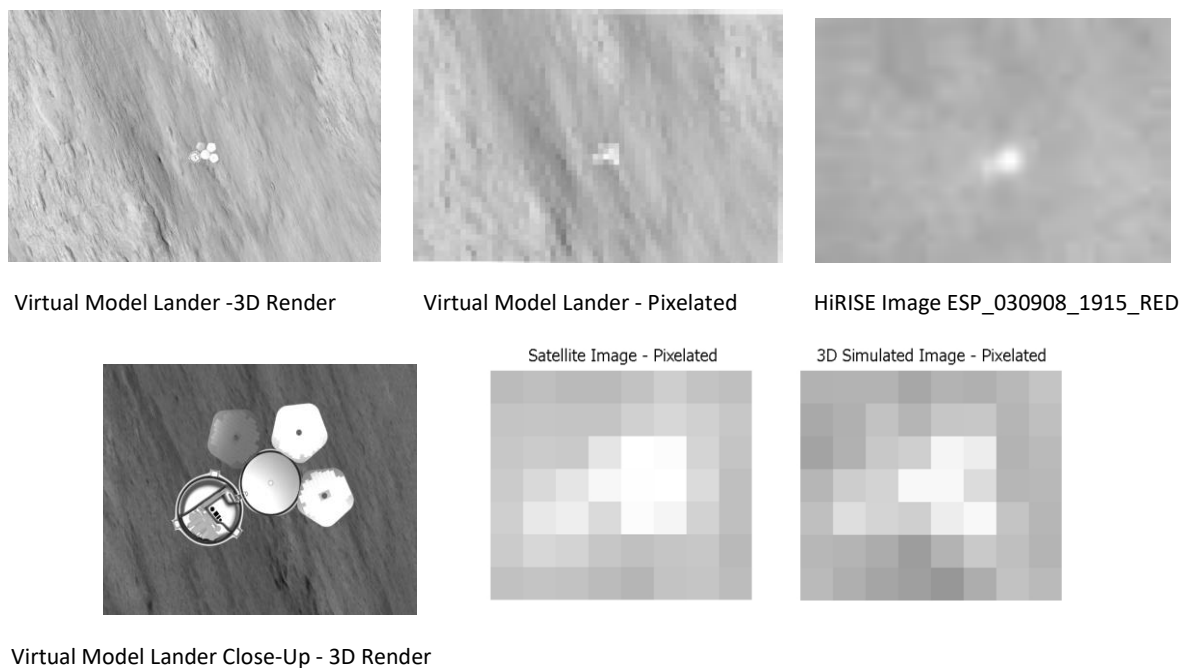 Virtual Model Lander -3D Render
Virtual Model Lander - Pixelated
HiRISE Image ESP_030908_1915_RED
Satellite Image - Pixelated
3D Simulated Image - Pixelated
Virtual Model Lander Close-Up - 3D Render